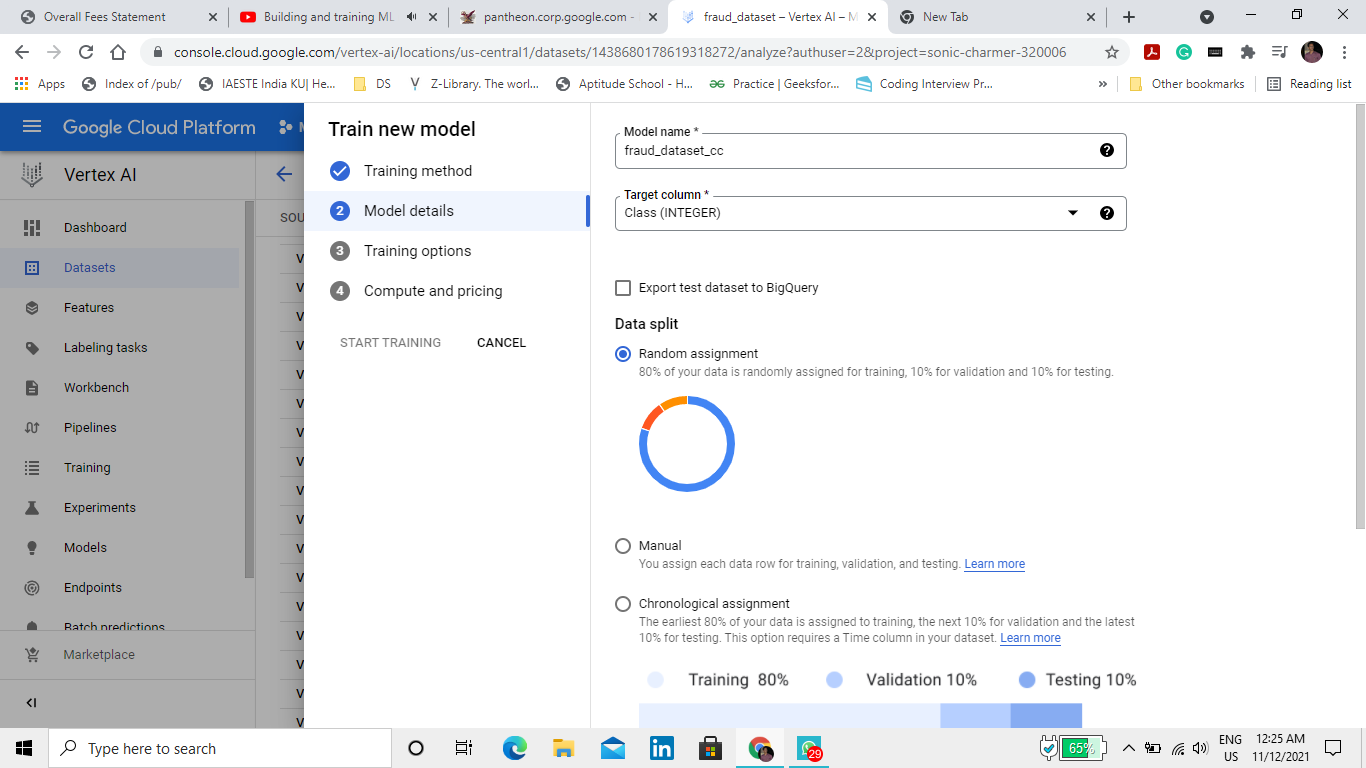 Overall Fees Statement
Building and training ML
pantheon.corp.google.com -
fraud_dataset – Vertex AI – M
New Tab
console.cloud.google.com/vertex-ai/locations/us-central1/datasets/1438680178619318272/analyze?authuser=2&project=sonic-charmer-320006
Apps
Index of /pub/
IAESTE India KUJ He...
DS
Z-Library. The worl...
Aptitude School - H...
Practice | Geeksfor...
Coding Interview Pr...
»
Other bookmarks
Reading list
Google Cloud Platform
Vertex AI
SOU
Dashboard
Datasets
Features
Labeling tasks
Workbench
Pipelines
Training
Experiments
Models
Endpoints
Batch predictions
Marketplace
Train new model
Training method
2 Model details
3 Training options
4 Compute and pricing
START TRAINING
CANCEL
Model name *
fraud_dataset_cc
Target column *
Class (INTEGER)
Export test dataset to BigQuery
Data split
Random assignment
80% of your data is randomly assigned for training, 10% for validation and 10% for testing.
Manual
You assign each data row for training, validation, and testing. Learn more
Chronological assignment
The earliest 80% of your data is assigned to training, the next 10% for validation and the latest
10% for testing. This option requires a Time column in your dataset. Learn more
Training 80%
Validation 10%
Testing 10%
Type here to search
29
65%
ENG
US
12:25 AM
11/12/2021